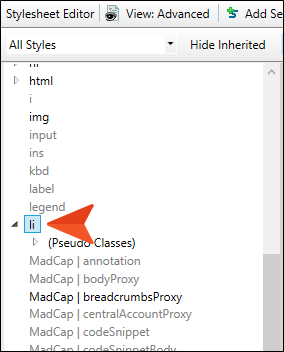 Stylesheet Editor View: Advanced Add Se
All Styles Hide Inherited
html
i
img
input
ins
kbd
label
legend
li
(Pseudo Classes)
MadCap | annotation
MadCap | bodyProxy
MadCap | breadcrumbsProxy
MadCap | centralAccountProxy
MadCap | codeSnippet
MadCap | codeSnippetBody